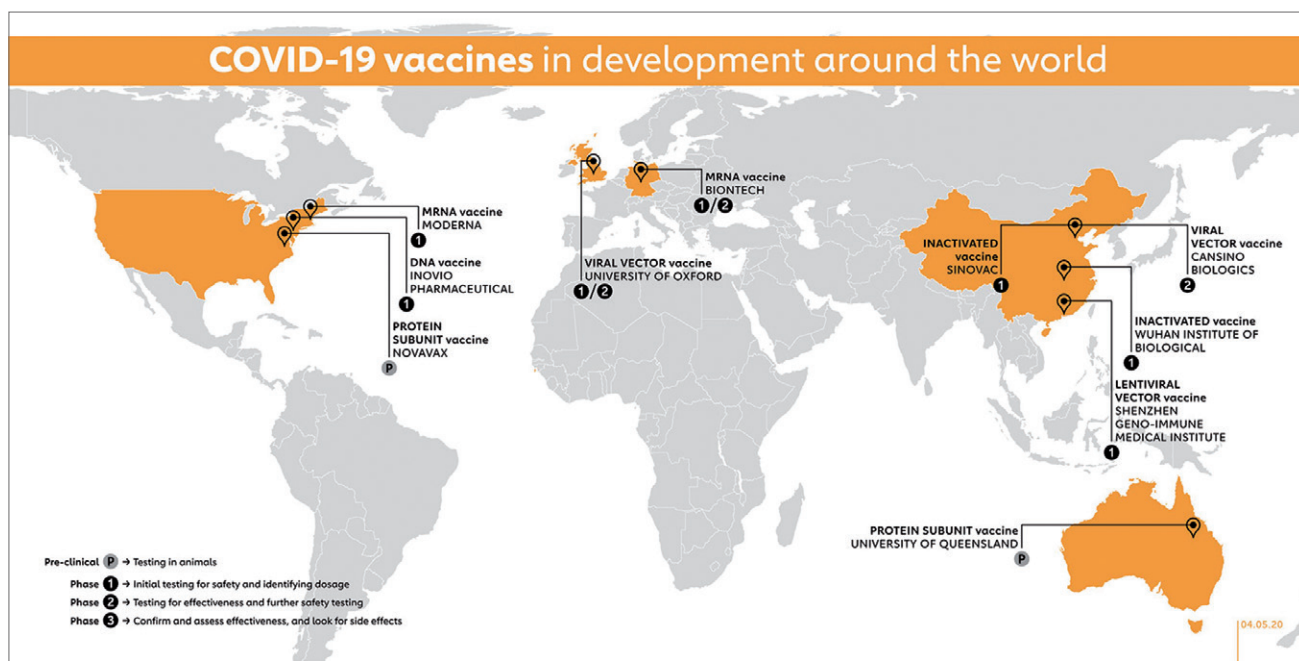 COVID-19 vaccines in development around the world
MRNA vaccine
MODERNA
1
DNA vaccine
INOVIO
PHARMACEUTICAL
1
PROTEIN
SUBUNIT vaccine
NOVAVAX
P
VIRAL VECTOR vaccine
UNIVERSITY OF OXFORD
1/2
MRNA vaccine
BIONTECH
1/2
INACTIVATED
vaccine
SINOVAC
1
VIRAL
VECTOR vaccine
CANSINO
BIOLOGICS
2
INACTIVATED vaccine
WUHAN INSTITUTE OF
BIOLOGICAL
1
LENTIVIRAL
VECTOR vaccine
SHENZHEN
GENO-IMMUNE
MEDICAL INSTITUTE
1
PROTEIN SUBUNIT vaccine
UNIVERSITY OF QUEENSLAND
P
Pre-clinical P → Testing in animals
Phase 1 → Initial testing for safety and identifying dosage
Phase 2 → Testing for effectiveness and further safety testing
Phase 3 → Confirm and assess effectiveness, and look for side effects
04.05.20